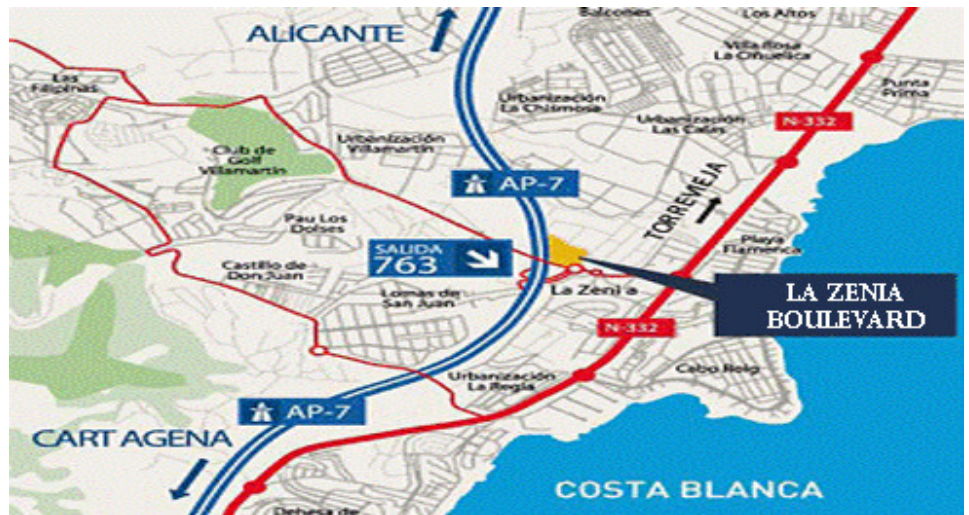 Balcones
Los Altos
ALICANTE
Villa Rosa
La Ciñuelica
Las
Filipinas
Punta
Prima
Urbanización
La Chismosa
Urbanización
Las Calas
N-332
Urbanización
Villamartin
Club de
Golf
Villamartin
AP-7
TORREVIEJA
Pau Los
Dolses
Playa
Flamenca
SALIDA
763
Castillo de
Don Juan
Lomas de
San Juan
La Zenia
LA ZENIA
BOULEVARD
N-332
Urbanización
La Regia
Cabo Roig
AP-7
CARTAGENA
COSTA BLANCA
Dehesa de